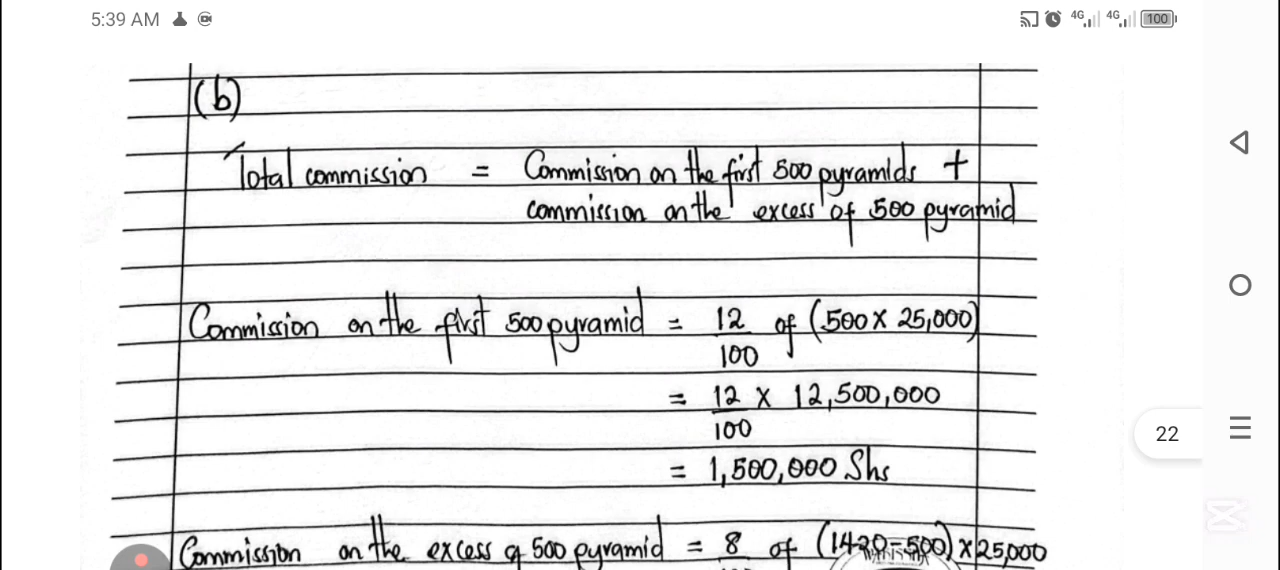 5:39 AM 4G 4G 100
(b)
Total commission = Commission on the first 500 pyramids +
commission on the excess of 500 pyramid
Commission on the first 500 pyramid = 12 of (500 X 25,000)
100
= 12 X 12,500,000
100
= 1,500,000 Shs
22
Commission on the excess of 500 pyramid = 8 of (1420-500) X 25,000